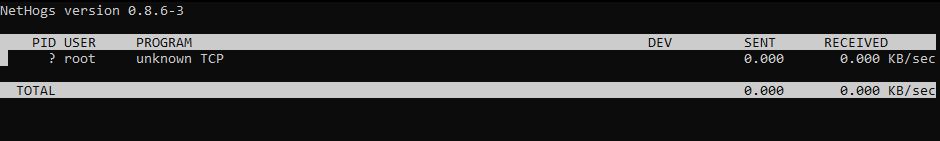 NetHogs version 0.8.6-3
PID USER PROGRAM DEV SENT RECEIVED
? root unknown TCP 0.000 0.000 KB/sec
TOTAL 0.000 0.000 KB/sec